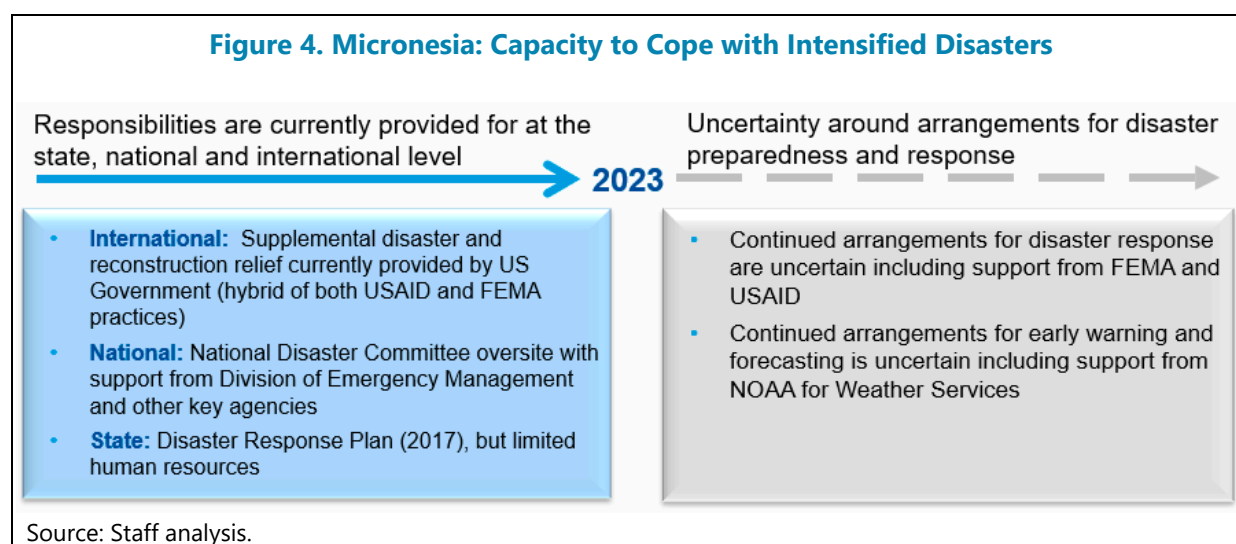 Figure 4. Micronesia: Capacity to Cope with Intensified Disasters
Responsibilities are currently provided for at the
state, national and international level
2023
Uncertainty around arrangements for disaster
preparedness and response
• International: Supplemental disaster and
reconstruction relief currently provided by US
Government (hybrid of both USAID and FEMA
practices)
• National: National Disaster Committee oversite with
support from Division of Emergency Management
and other key agencies
• State: Disaster Response Plan (2017), but limited
human resources
• Continued arrangements for disaster response
are uncertain including support from FEMA and
USAID
• Continued arrangements for early warning and
forecasting is uncertain including support from
NOAA for Weather Services
Source: Staff analysis.